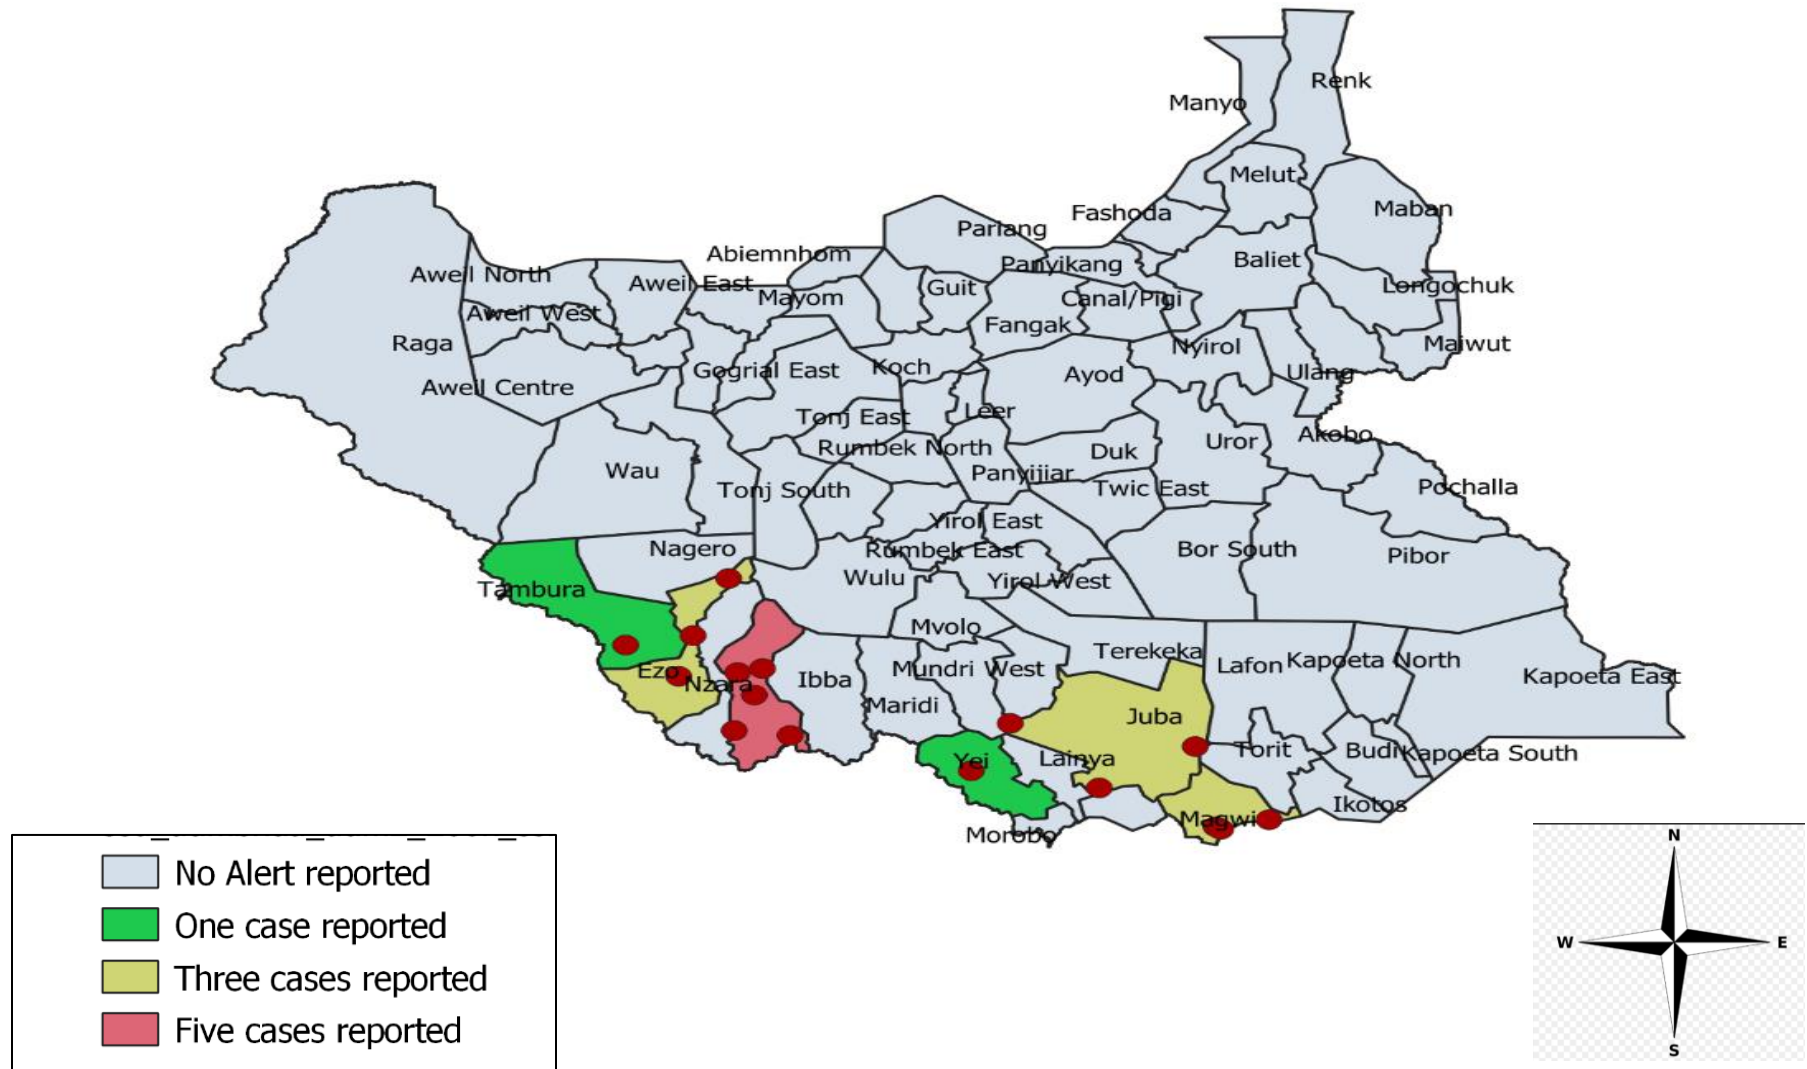 Renk
Manyo
Melut
Maban
Fashoda
Pariang
Abiemnhom
Panyikang
Baliet
Aweil North
Aweil East
Guit
Longochuk
Mayom
Canal/Pigi
Aweil West
Fangak
Raga
Nyirol
Maiwut
Gogrial East
Koch
Ayod
Ulang
Aweil Centre
Leer
Tonj East
Akobo
Uror
Rumbek North
Duk
Wau
Panyijiar
Tonj South
Twic East
Pochalla
Yirol East
Nagero
Rumbek East
Bor South
Pibor
Wulu
Yirol West
Tambura
Mvolo
Terekeka
Lafon
Kapoeta North
Ezo
Nzara
Ibba
Mundri West
Kapoeta East
Maridi
Juba
Torit
Budi
Kapoeta South
Yei
Lainya
Ikotos
Magwi
Morobo
No Alert reported
One case reported
Three cases reported
Five cases reported
N
W
E
S